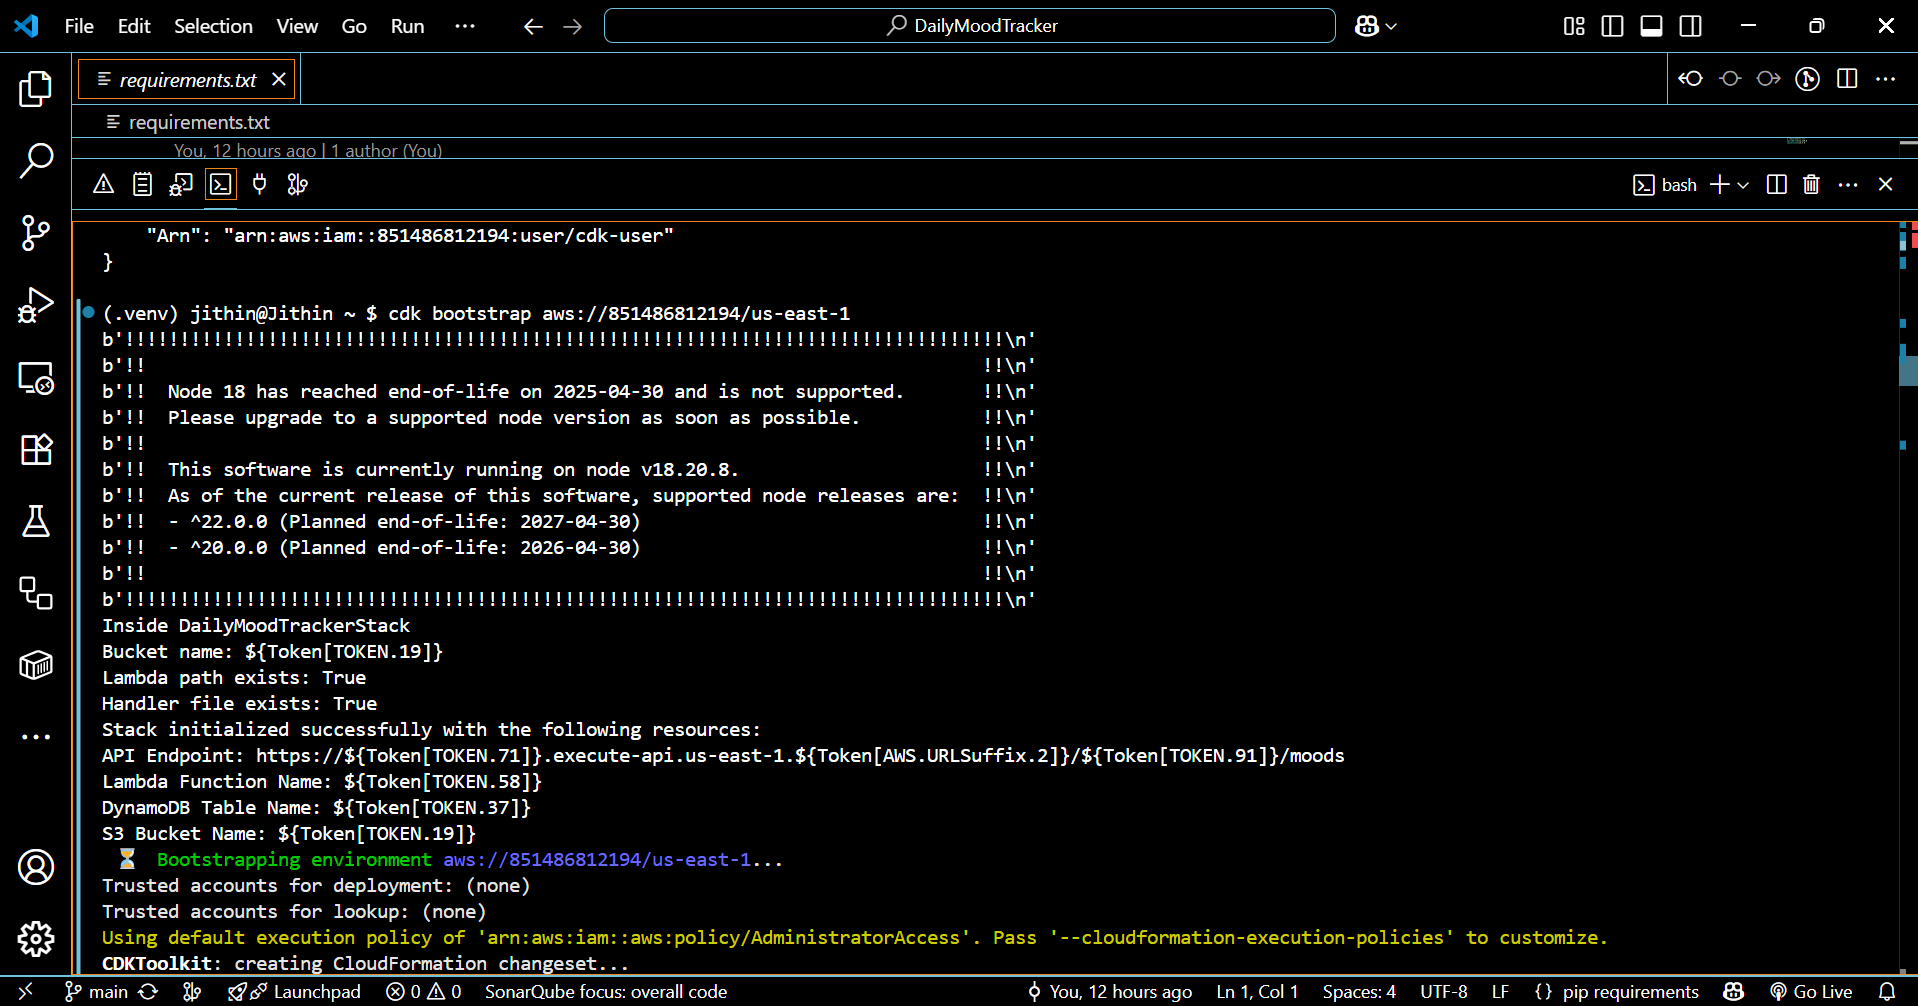 File Edit Selection View Go Run ··· DailyMoodTracker
requirements.txt
requirements.txt
You, 12 hours ago | 1 author (You)
bash
"Arn": "arn:aws:iam::851486812194:user/cdk-user"
}
(.venv) jithin@Jithin ~ $ cdk bootstrap aws://851486812194/us-east-1
b'!!!!!!!!!!!!!!!!!!!!!!!!!!!!!!!!!!!!!!!!!!!!!!!!!!!!!!!!!!!!!!!!!!!!!!!!!!!!!!!!\n'
b'!!                                                                            !!\n'
b'!!  Node 18 has reached end-of-life on 2025-04-30 and is not supported.       !!\n'
b'!!  Please upgrade to a supported node version as soon as possible.           !!\n'
b'!!                                                                            !!\n'
b'!!  This software is currently running on node v18.20.8.                      !!\n'
b'!!  As of the current release of this software, supported node releases are:  !!\n'
b'!!  - ^22.0.0 (Planned end-of-life: 2027-04-30)                               !!\n'
b'!!  - ^20.0.0 (Planned end-of-life: 2026-04-30)                               !!\n'
b'!!                                                                            !!\n'
b'!!!!!!!!!!!!!!!!!!!!!!!!!!!!!!!!!!!!!!!!!!!!!!!!!!!!!!!!!!!!!!!!!!!!!!!!!!!!!!!!\n'
Inside DailyMoodTrackerStack
Bucket name: ${Token[TOKEN.19]}
Lambda path exists: True
Handler file exists: True
Stack initialized successfully with the following resources:
API Endpoint: https://${Token[TOKEN.71]}.execute-api.us-east-1.${Token[AWS.URLSuffix.2]}/${Token[TOKEN.91]}/moods
Lambda Function Name: ${Token[TOKEN.58]}
DynamoDB Table Name: ${Token[TOKEN.37]}
S3 Bucket Name: ${Token[TOKEN.19]}
⏳ Bootstrapping environment aws://851486812194/us-east-1...
Trusted accounts for deployment: (none)
Trusted accounts for lookup: (none)
Using default execution policy of 'arn:aws:iam::aws:policy/AdministratorAccess'. Pass '--cloudformation-execution-policies' to customize.
CDKToolkit: creating CloudFormation changeset...
main Launchpad 0 0 SonarQube focus: overall code You, 12 hours ago Ln 1, Col 1 Spaces: 4 UTF-8 LF {} pip requirements Go Live